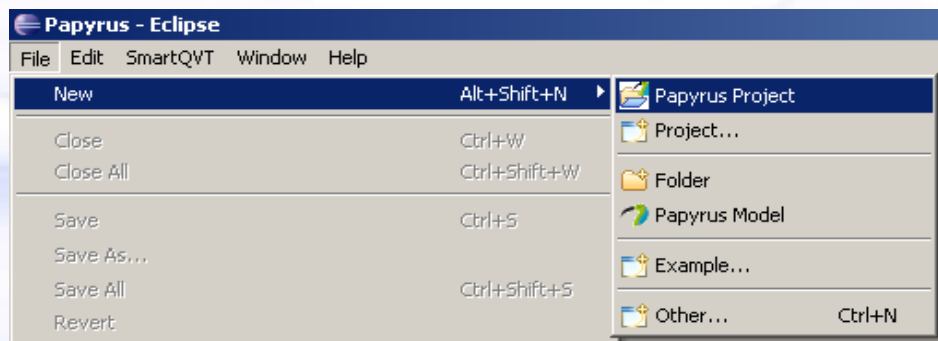 Papyrus - Eclipse
File Edit SmartQVT Window Help
New Alt+Shift+N
Papyrus Project
Project...
Close Ctrl+W
Close All Ctrl+Shift+W
Folder
Save Ctrl+S
Papyrus Model
Save As...
Example...
Save All Ctrl+Shift+S
Revert
Other... Ctrl+N